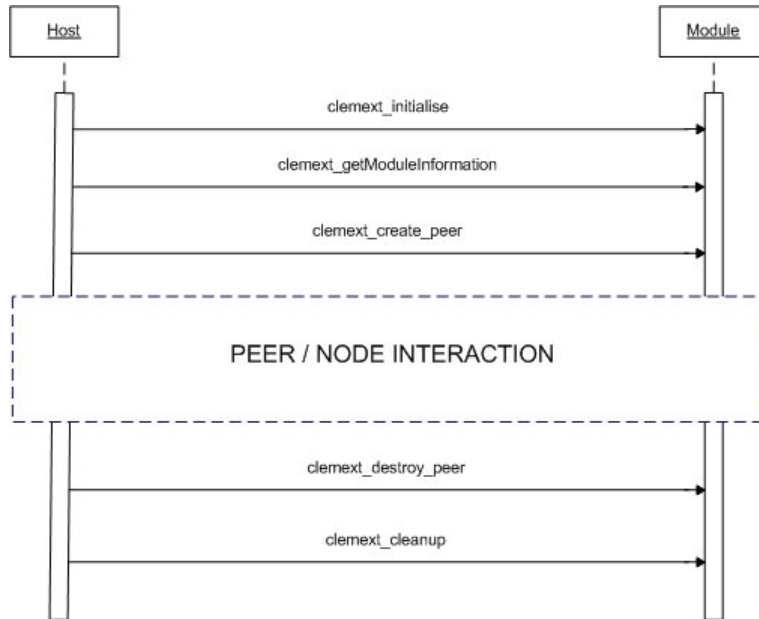 Host
Module
clemext_initialise
clemext_getModuleInformation
clemext_create_peer
PEER / NODE INTERACTION
clemext_destroy_peer
clemext_cleanup